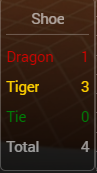 Shoe
Dragon 1
Tiger 3
Tie 0
Total 4